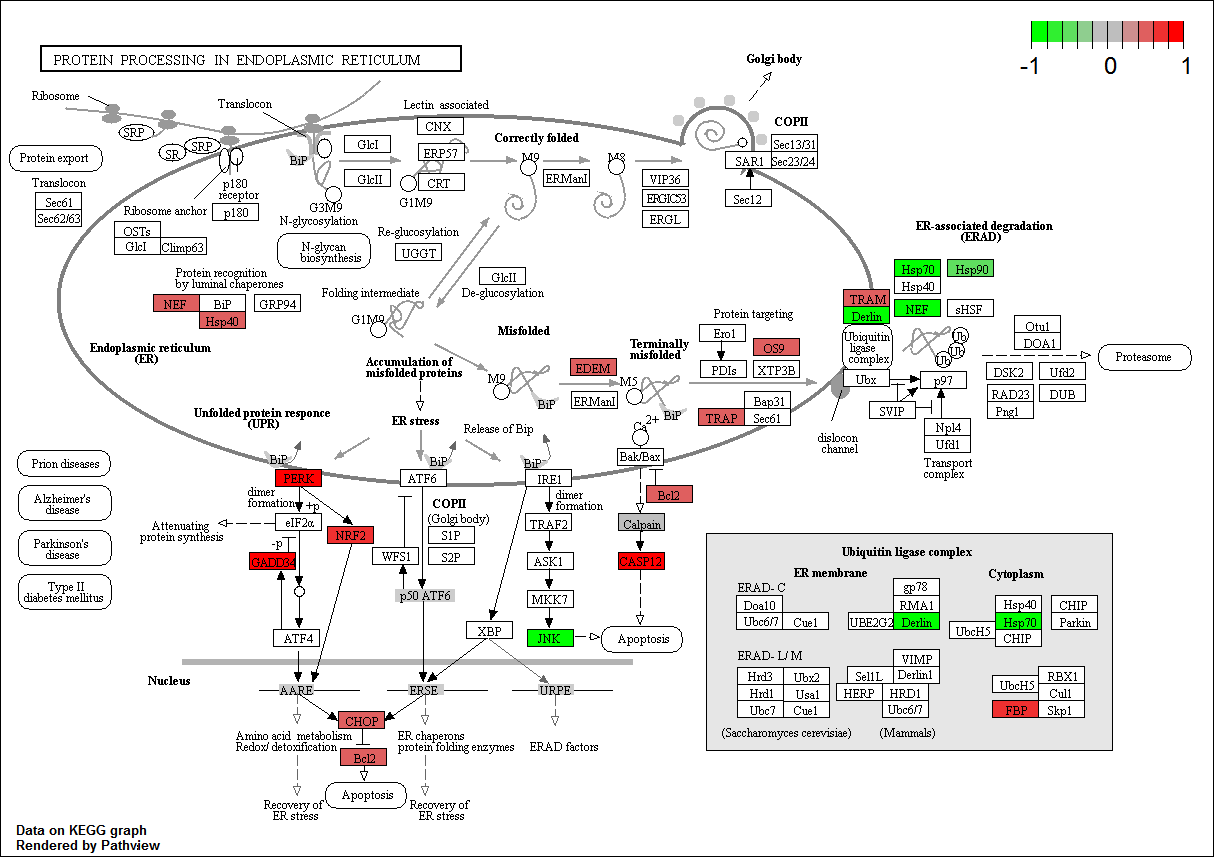 PROTEIN PROCESSING IN ENDOPLASMIC RETICULUM
-1 0 1
Golgi body
Ribosome
SRP
SR
SRP
Translocon
Lectin associated
CNX
ERP57
CRT
GlcI
GlcII
BiP
G3M9
N-glycosylation
G1M9
Correctly folded
M9
ERManI
M8
VIP36
ERGIC53
ERGL
COPII
Sec13/31
SAR1
Sec23/24
Sec12
Protein export
Translocon
Sec61
Sec62/63
p180
receptor
p180
Ribosome anchor
OSTs
GlcI
Climp63
N-glycan
biosynthesis
Re-glucosylation
UGGT
GlcII
De-glucosylation
Protein recognition
by luminal chaperones
NEF
BiP
GRP94
Hsp40
Folding intermediate
G1M9
Endoplasmic reticulum
(ER)
Misfolded
Accumulation of
misfolded proteins
M9
BiP
EDEM
ERManI
Terminally
misfolded
M5
BiP
Protein targeting
Ero1
PDIs
OS9
XTP3B
Bap31
TRAP
Sec61
ER-associated degradation
(ERAD)
Hsp70
Hsp90
Hsp40
NEF
sHSF
TRAM
Derlin
Ubiquitin
ligase
complex
Ub
Ub
Ub
Otu1
DOA1
Proteasome
DSK2
Ufd2
RAD23
DUB
Png1
Ubx
p97
SVIP
Npl4
Ufd1
Transport
complex
dislocon
channel
Unfolded protein responce
(UPR)
ER stress
Release of Bip
BiP
BiP
BiP
PERK
ATF6
IRE1
Ca2+
Bak/Bax
Bcl2
Calpain
CASP12
Apoptosis
Prion diseases
Alzheimer's
disease
Parkinson's
disease
Type II
diabetes mellitus
dimer
formation
+p
eIF2α
-p
Attenuating
protein synthesis
GADD34
NRF2
ATF4
COPII
(Golgi body)
S1P
S2P
WFS1
p50 ATF6
dimer
formation
TRAF2
ASK1
MKK7
JNK
XBP
Nucleus
AARE
ERSE
URPE
CHOP
Bcl2
Apoptosis
Amino acid metabolism
Redox/ detoxification
ER chaperons
protein folding enzymes
ERAD factors
Recovery of
ER stress
Recovery of
ER stress
Ubiquitin ligase complex
ER membrane
Cytoplasm
ERAD- C
Doa10
Ubc6/7
Cue1
gp78
RMA1
UBE2G2
Derlin
Hsp40
Hsp70
UbcH5
CHIP
CHIP
Parkin
ERAD- L/ M
Hrd3
Ubx2
Hrd1
Usa1
Ubc7
Cue1
VIMP
Sel1L
Derlin1
HERP
HRD1
Ubc6/7
UbcH5
RBX1
Cul1
FBP
Skp1
(Saccharomyces cerevisiae)
(Mammals)
Data on KEGG graph
Rendered by Pathview